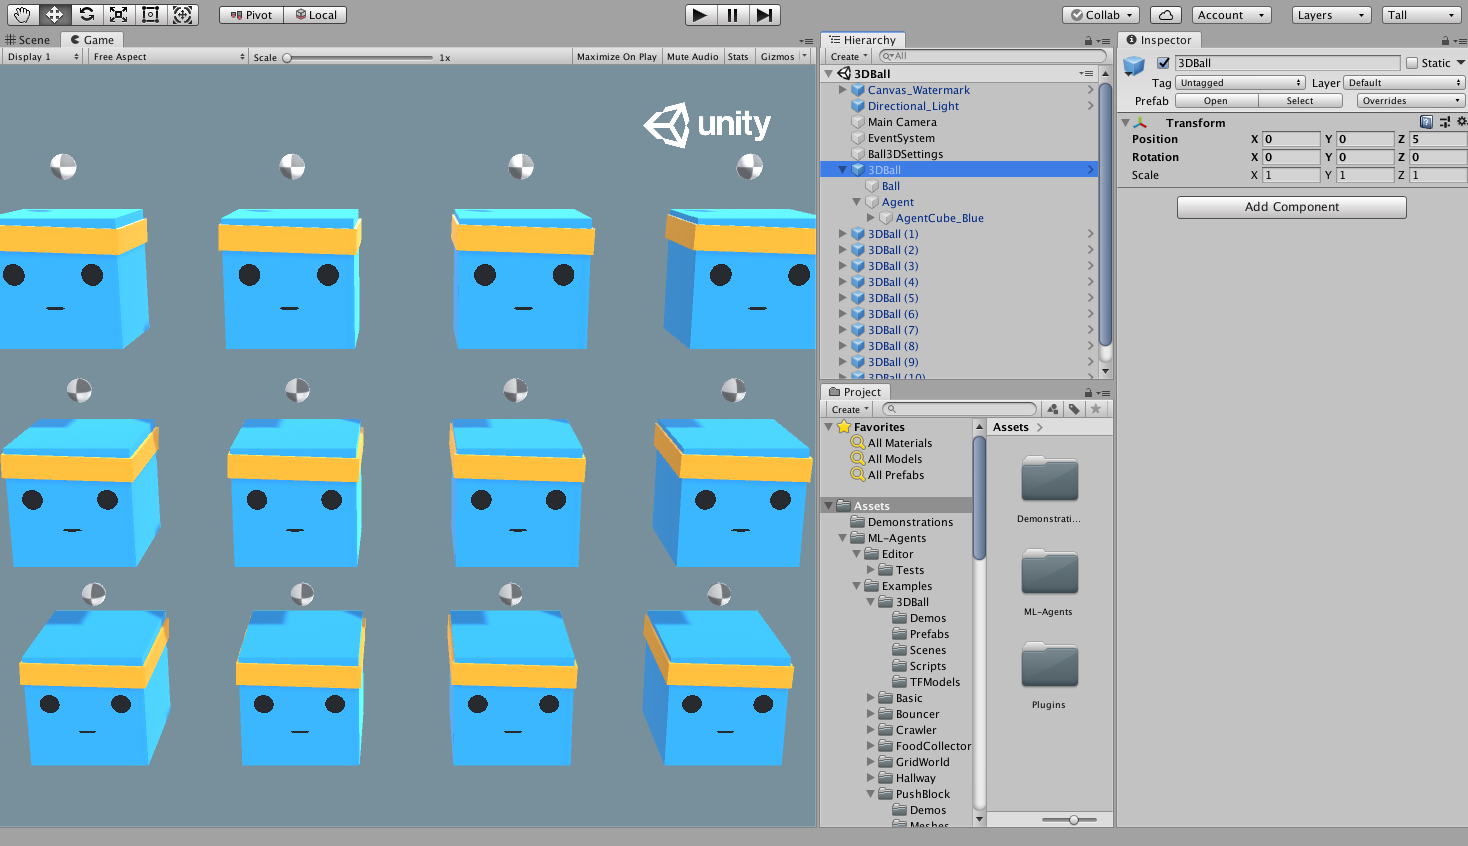 Pivot
Local
Collab
Account
Layers
Tall
Scene
Game
Display 1
Free Aspect
Scale
1x
Maximize On Play
Mute Audio
Stats
Gizmos
unity
Hierarchy
Create
All
3DBall
Canvas_Watermark
Directional_Light
Main Camera
EventSystem
Ball3DSettings
3DBall
Ball
Agent
AgentCube_Blue
3DBall (1)
3DBall (2)
3DBall (3)
3DBall (4)
3DBall (5)
3DBall (6)
3DBall (7)
3DBall (8)
3DBall (9)
3DBall (10)
Project
Create
Favorites
All Materials
All Models
All Prefabs
Assets
Demonstrations
ML-Agents
Editor
Tests
Examples
3DBall
Demos
Prefabs
Scenes
Scripts
TFModels
Basic
Bouncer
Crawler
FoodCollector
GridWorld
Hallway
PushBlock
Demos
Meshes
Assets
Demonstrati...
ML-Agents
Plugins
Inspector
3DBall
Static
Tag Untagged Layer Default
Prefab Open Select Overrides
Transform
Position X 0 Y 0 Z 5
Rotation X 0 Y 0 Z 0
Scale X 1 Y 1 Z 1
Add Component